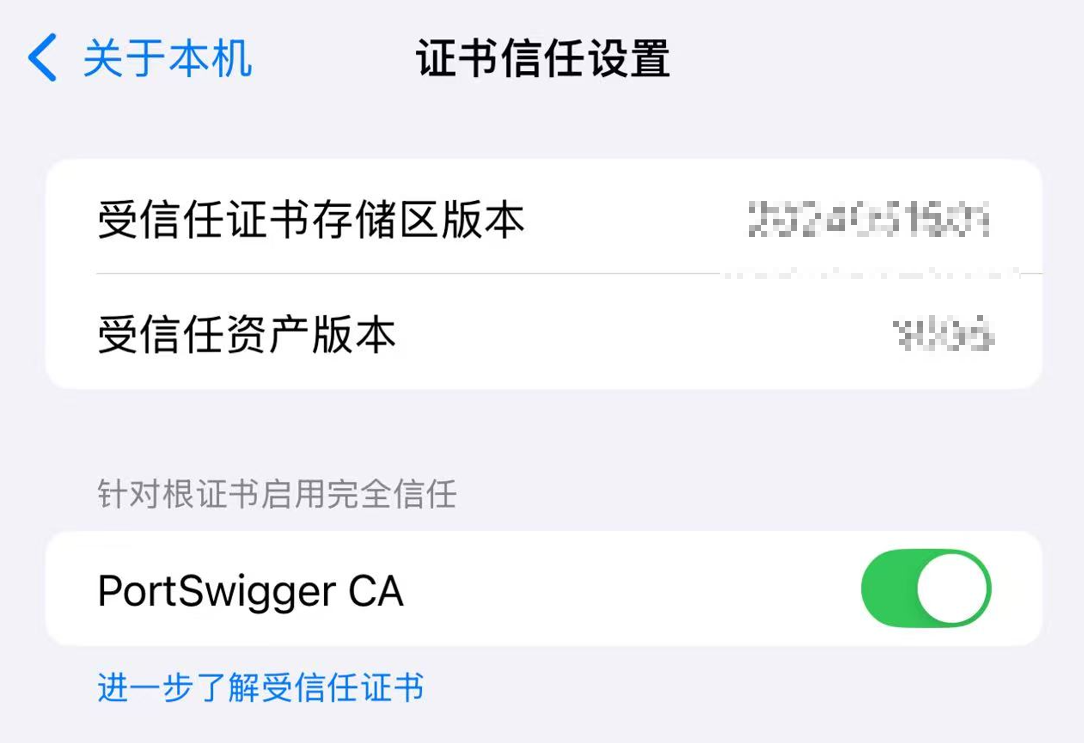 关于本机
证书信任设置
受信任证书存储区版本
受信任资产版本
针对根证书启用完全信任
PortSwigger CA
进一步了解受信任证书